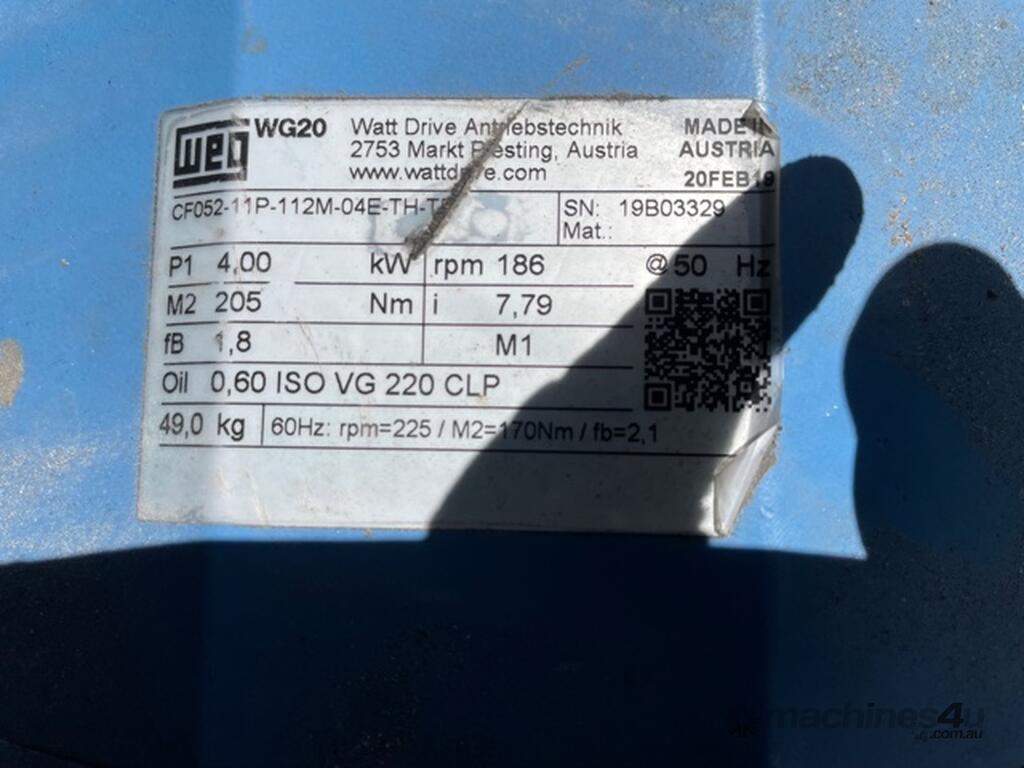 weg WG20 Watt Drive Antriebstechnik MADE IN
2753 Markt Piesting, Austria AUSTRIA
www.wattdrive.com 20FEB19
CF052-11P-112M-04E-TH- SN: 19B03329
Mat.:
P1 4,00 kW rpm 186 @50 Hz
M2 205 Nm i 7,79
fB 1,8 M1
Oil 0,60 ISO VG 220 CLP
49,0 kg 60Hz: rpm=225 / M2=170Nm / fb=2,1
machines4u
.com.au